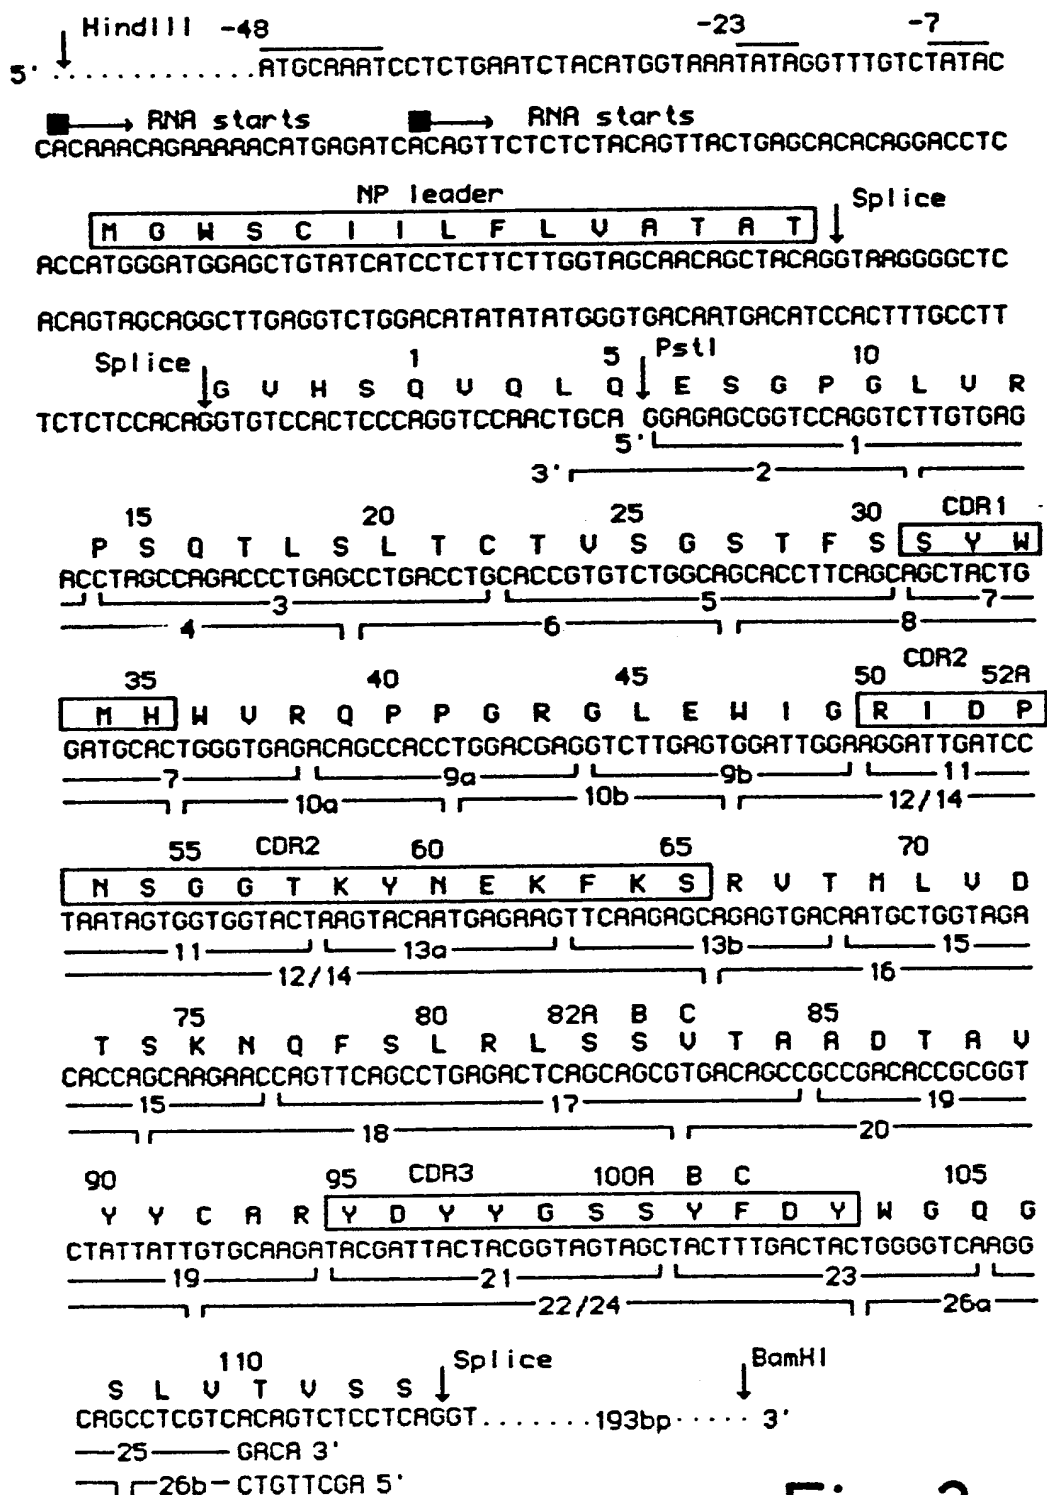 HindIII -48 -23 -7
5' . . . . . . . . . . . . . ATGCAAATCCTCTGAATCTACATGGTAAATATAGGTTTGTCTATAC
RNA starts RNA starts
CACAAACAGAAAAACATGAGATCACAGTTCTCTCTACAGTTACTGAGCACACAGGACCTC
NP leader Splice
M G W S C I I L F L V A T A T
ACCATGGGATGGAGCTGTATCATCCTCTTCTTGGTAGCAACAGCTACAGGTAAGGGGCTC
ACAGTAGCAGGCTTGAGGTCTGGACATATATATGGGTGACAATGACATCCACTTTGCCTT
Splice 1 5 PstI 10
G V H S Q V Q L Q E S G P G L V R
TCTCTCCACAGGTGTCCACTCCCAGGTCCAACTGCA GGAGAGCGGTCCAGGTCTTGTGAG
5' 1
3' 2
15 20 25 30 CDR1
P S Q T L S L T C T V S G S T F S S Y W
ACCTAGCCAGACCCTGAGCCTGACCTGCACCGTGTCTGGCAGCACCTTCAGCAGCTACTG
3 5 7
4 6 8
35 40 45 50 CDR2 52A
M H W V R Q P P G R G L E W I G R I D P
GATGCACTGGGTGAGACAGCCACCTGGACGAGGTCTTGAGTGGATTGGAAGGATTGATCC
7 9a 9b 11
10a 10b 12/14
55 CDR2 60 65 70
N S G G T K Y N E K F K S R V T M L V D
TAATAGTGGTGGTACTAAGTACAATGAGAAGTTCAAGAGCAGAGTGACAATGCTGGTAGA
11 13a 13b 15
12/14 16
75 80 82A B C 85
T S K N Q F S L R L S S V T A A D T A V
CACCAGCAAGAACCAGTTCAGCCTGAGACTCAGCAGCGTGACAGCCGCCGACACCGCGGT
15 17 19
18 20
90 95 CDR3 100A B C 105
Y Y C A R Y D Y Y G S S Y F D Y W G Q G
CTATTATTGTGCAAGATACGATTACTACGGTAGTAGCTACTTTGACTACTGGGGTCAAGG
19 21 23
22/24 26a
110 Splice BamHI
S L V T V S S
CAGCCTCGTCACAGTCTCCTCAGGT . . . . . . . 193bp . . . . . 3'
25 GACA 3'
26b CTGTTCGA 5'